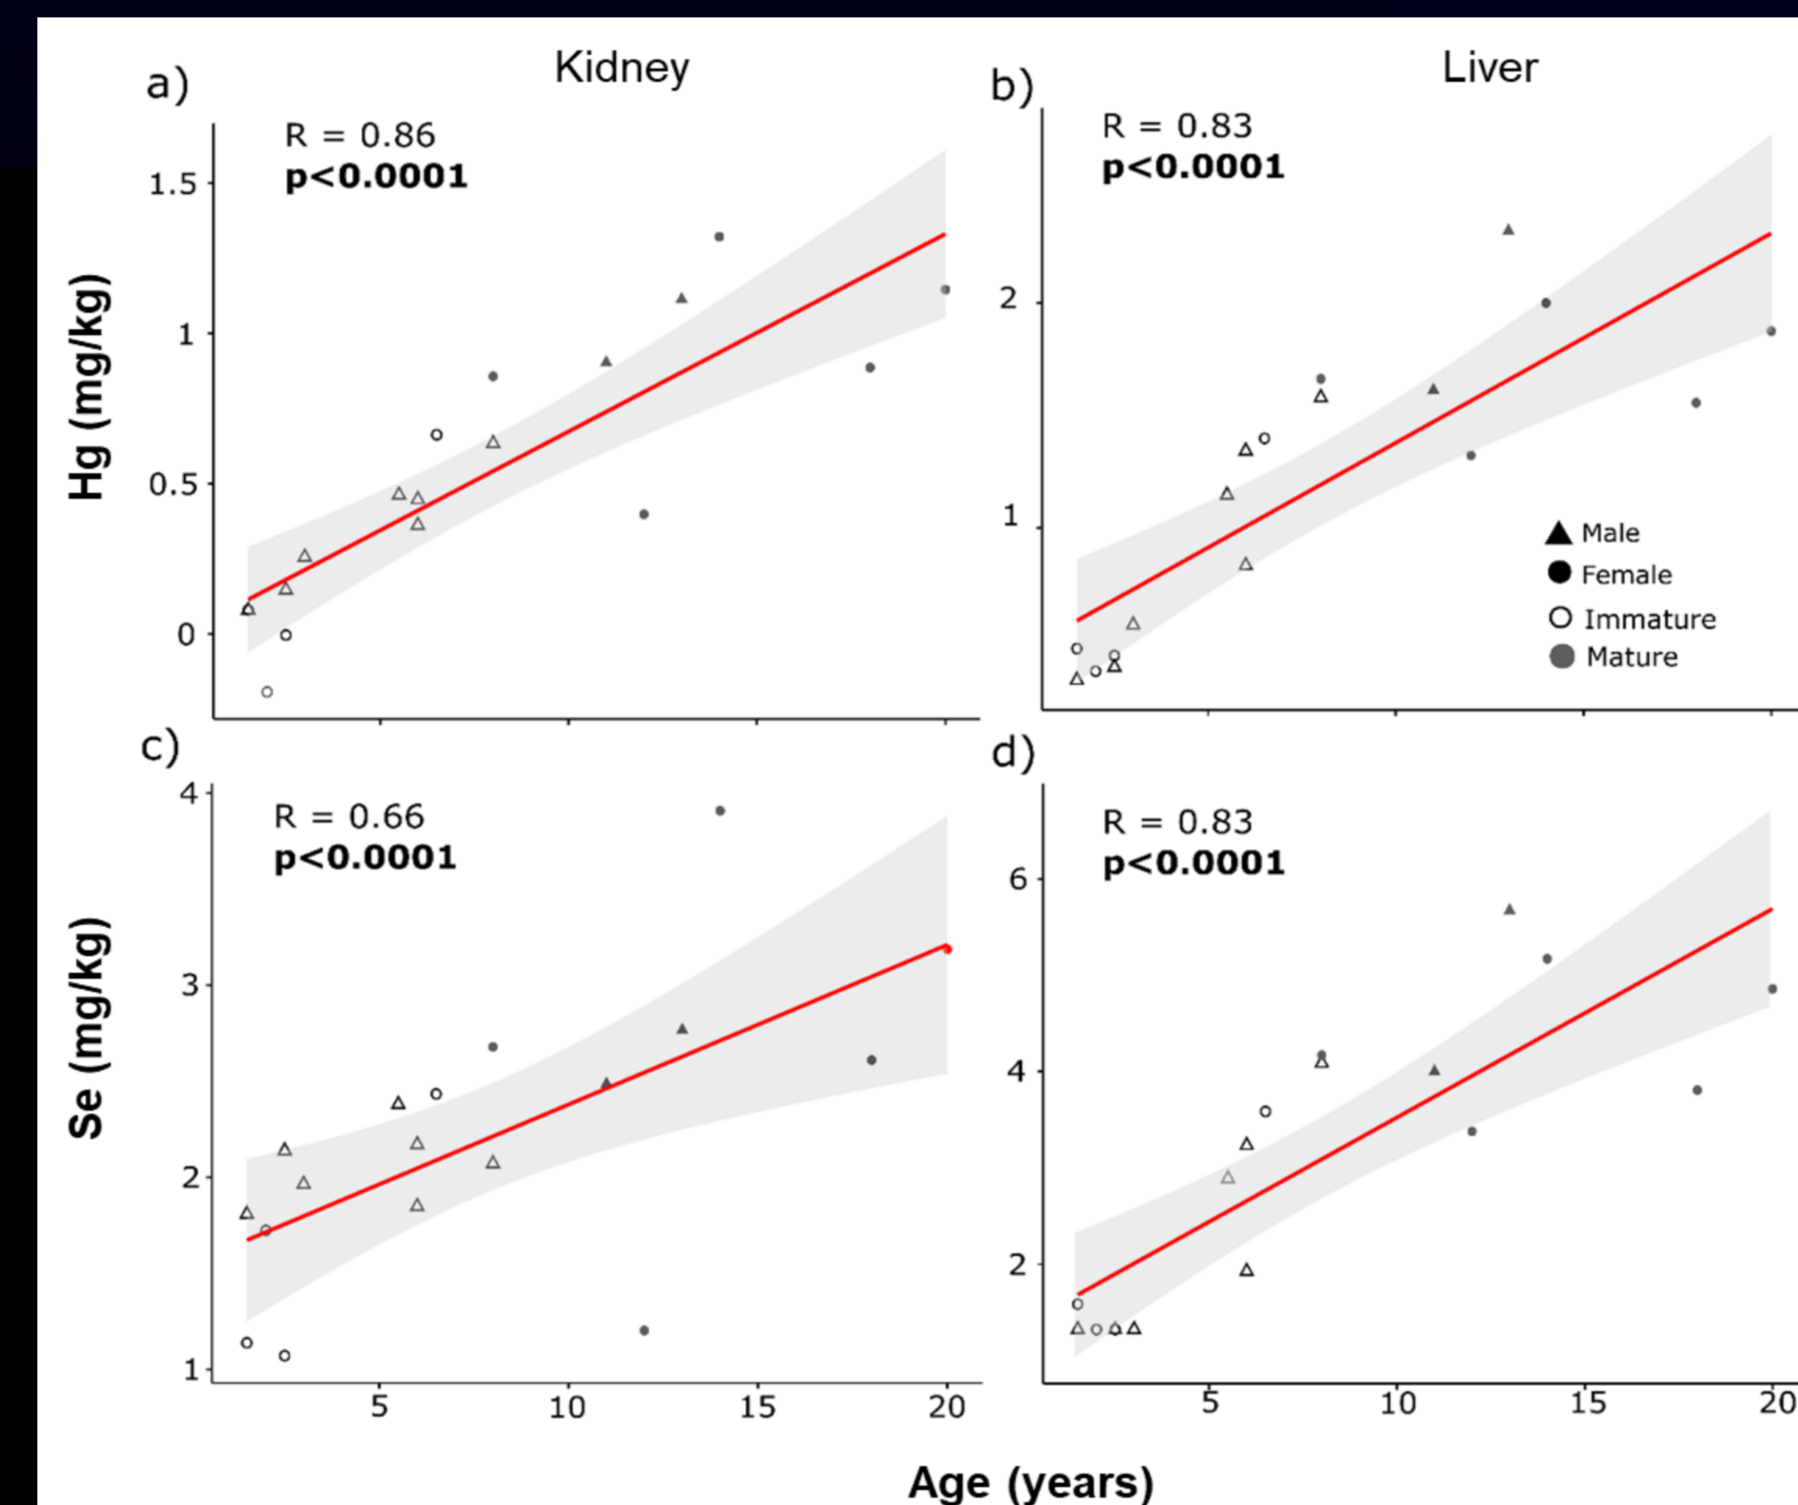 Kidney
Liver
a)
R = 0.86
p<0.0001
1.5
1
0.5
0
Hg (mg/kg)
b)
R = 0.83
p<0.0001
2
1
Male
Female
Immature
Mature
c)
R = 0.66
p<0.0001
4
3
2
1
Se (mg/kg)
5 10 15 20
d)
R = 0.83
p<0.0001
6
4
2
5 10 15 20
Age (years)